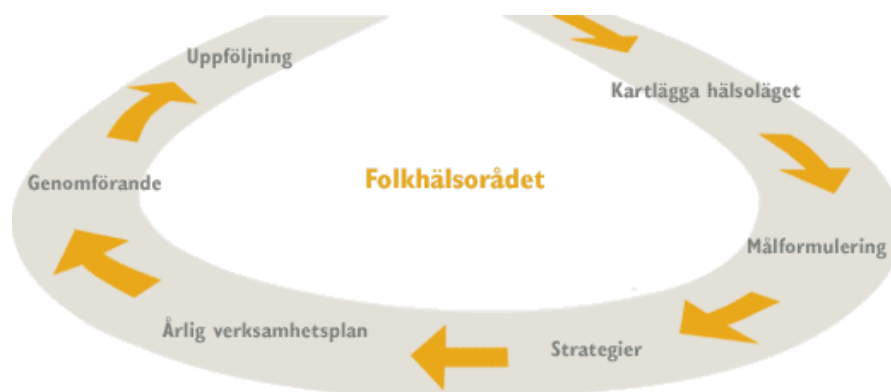 Uppföljning
Kartlägga hälsoläget
Genomförande
Folkhälsorådet
Målformulering
Årlig verksamhetsplan
Strategier